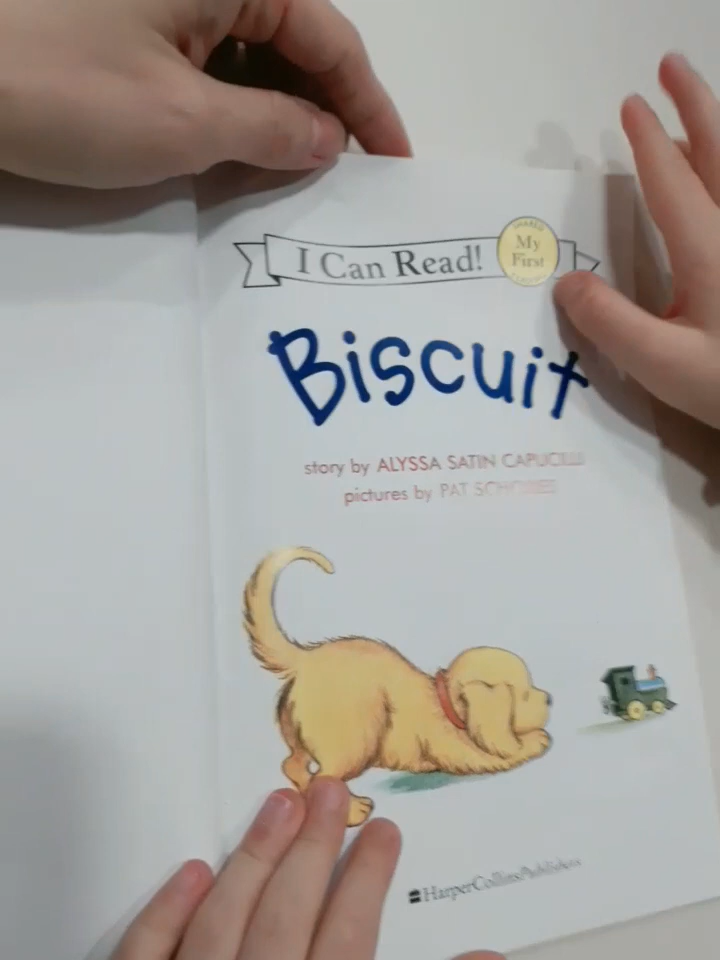 I Can Read!
SHARED
My
First
Biscuit
story by ALYSSA SATIN CAPUCILLI
pictures by PAT SCHORIES
HarperCollinsPublishers